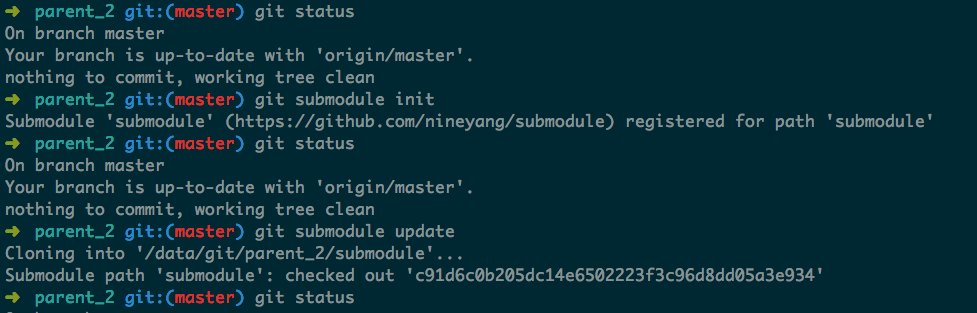 ➜ parent_2 git:(master) git status
On branch master
Your branch is up-to-date with 'origin/master'.
nothing to commit, working tree clean
➜ parent_2 git:(master) git submodule init
Submodule 'submodule' (https://github.com/nineyang/submodule) registered for path 'submodule'
➜ parent_2 git:(master) git status
On branch master
Your branch is up-to-date with 'origin/master'.
nothing to commit, working tree clean
➜ parent_2 git:(master) git submodule update
Cloning into '/data/git/parent_2/submodule'...
Submodule path 'submodule': checked out 'c91d6c0b205dc14e6502223f3c96d8dd05a3e934'
➜ parent_2 git:(master) git status